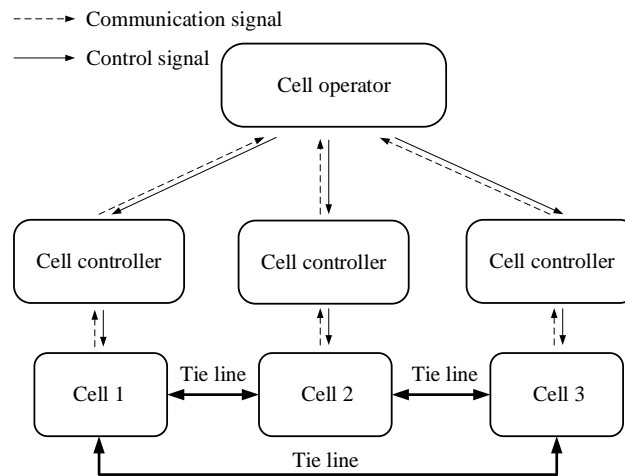 Communication signal
Control signal
Cell operator
Cell controller
Cell controller
Cell controller
Cell 1
Tie line
Cell 2
Tie line
Cell 3
Tie line